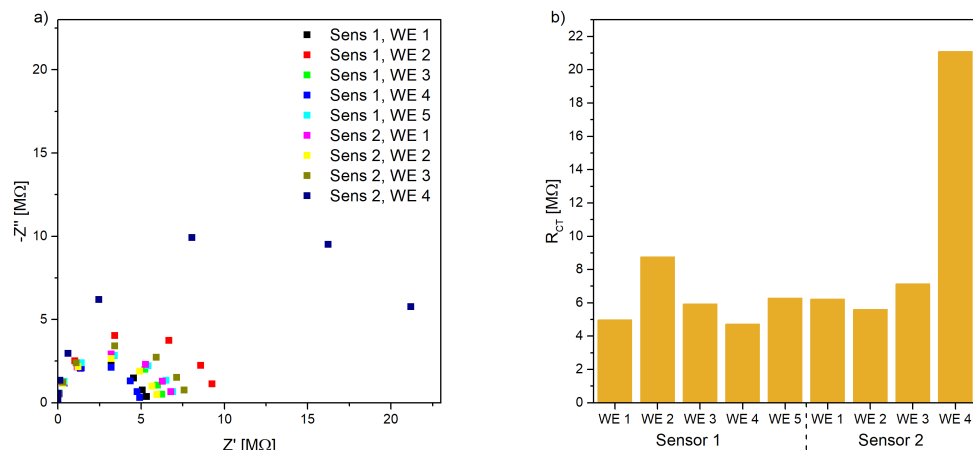 a)
-Z'' [MΩ]
20
15
10
5
0
0 5 10 15 20
Z' [MΩ]
Sens 1, WE 1
Sens 1, WE 2
Sens 1, WE 3
Sens 1, WE 4
Sens 1, WE 5
Sens 2, WE 1
Sens 2, WE 2
Sens 2, WE 3
Sens 2, WE 4
b)
R_CT [MΩ]
22
20
18
16
14
12
10
8
6
4
2
0
WE 1 WE 2 WE 3 WE 4 WE 5 WE 1 WE 2 WE 3 WE 4
Sensor 1 Sensor 2